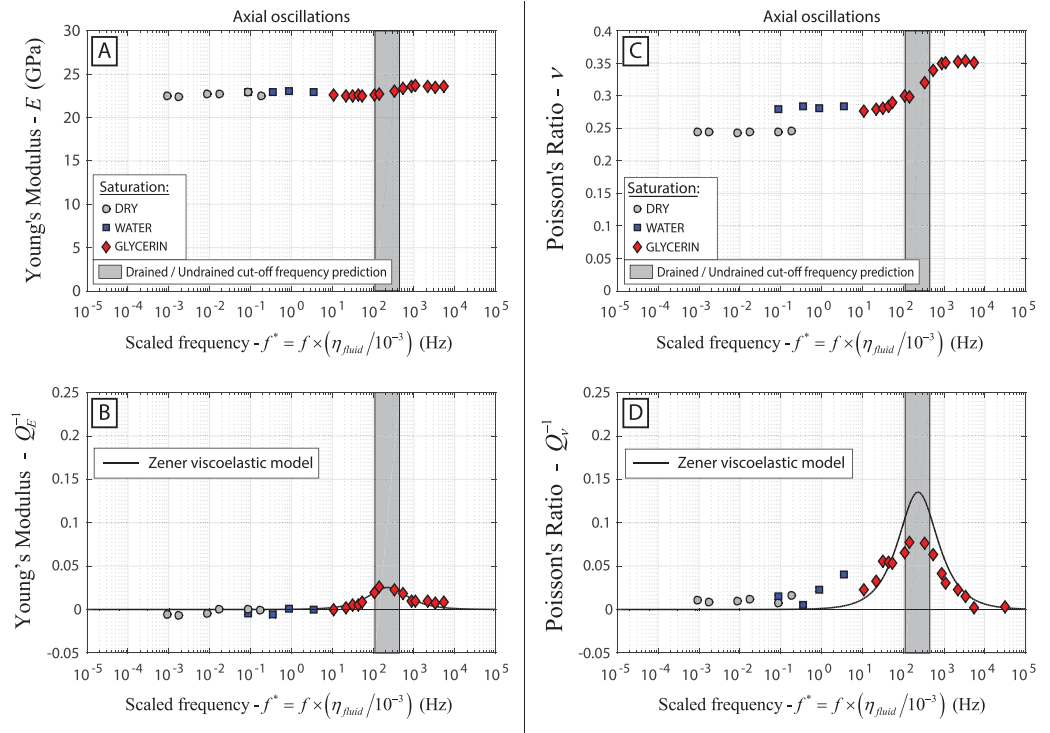 Axial oscillations
A
Young's Modulus - E (GPa)
30
25
20
15
10
5
0
Saturation:
DRY
WATER
GLYCERIN
Drained / Undrained cut-off frequency prediction
10^-5 10^-4 10^-3 10^-2 10^-1 10^0 10^1 10^2 10^3 10^4 10^5
Scaled frequency - f* = f × (η_fluid/10^-3) (Hz)
B
Young's Modulus - Q_E^-1
0.25
0.2
0.15
0.1
0.05
0
-0.05
Zener viscoelastic model
10^-5 10^-4 10^-3 10^-2 10^-1 10^0 10^1 10^2 10^3 10^4 10^5
Scaled frequency - f* = f × (η_fluid/10^-3) (Hz)
Axial oscillations
C
Poisson's Ratio - ν
0.4
0.35
0.3
0.25
0.2
0.15
0.1
0.05
0
Saturation:
DRY
WATER
GLYCERIN
Drained / Undrained cut-off frequency prediction
10^-5 10^-4 10^-3 10^-2 10^-1 10^0 10^1 10^2 10^3 10^4 10^5
Scaled frequency - f* = f × (η_fluid/10^-3) (Hz)
D
Poisson's Ratio - Q_ν^-1
0.25
0.2
0.15
0.1
0.05
0
-0.05
Zener viscoelastic model
10^-5 10^-4 10^-3 10^-2 10^-1 10^0 10^1 10^2 10^3 10^4 10^5
Scaled frequency - f* = f × (η_fluid/10^-3) (Hz)